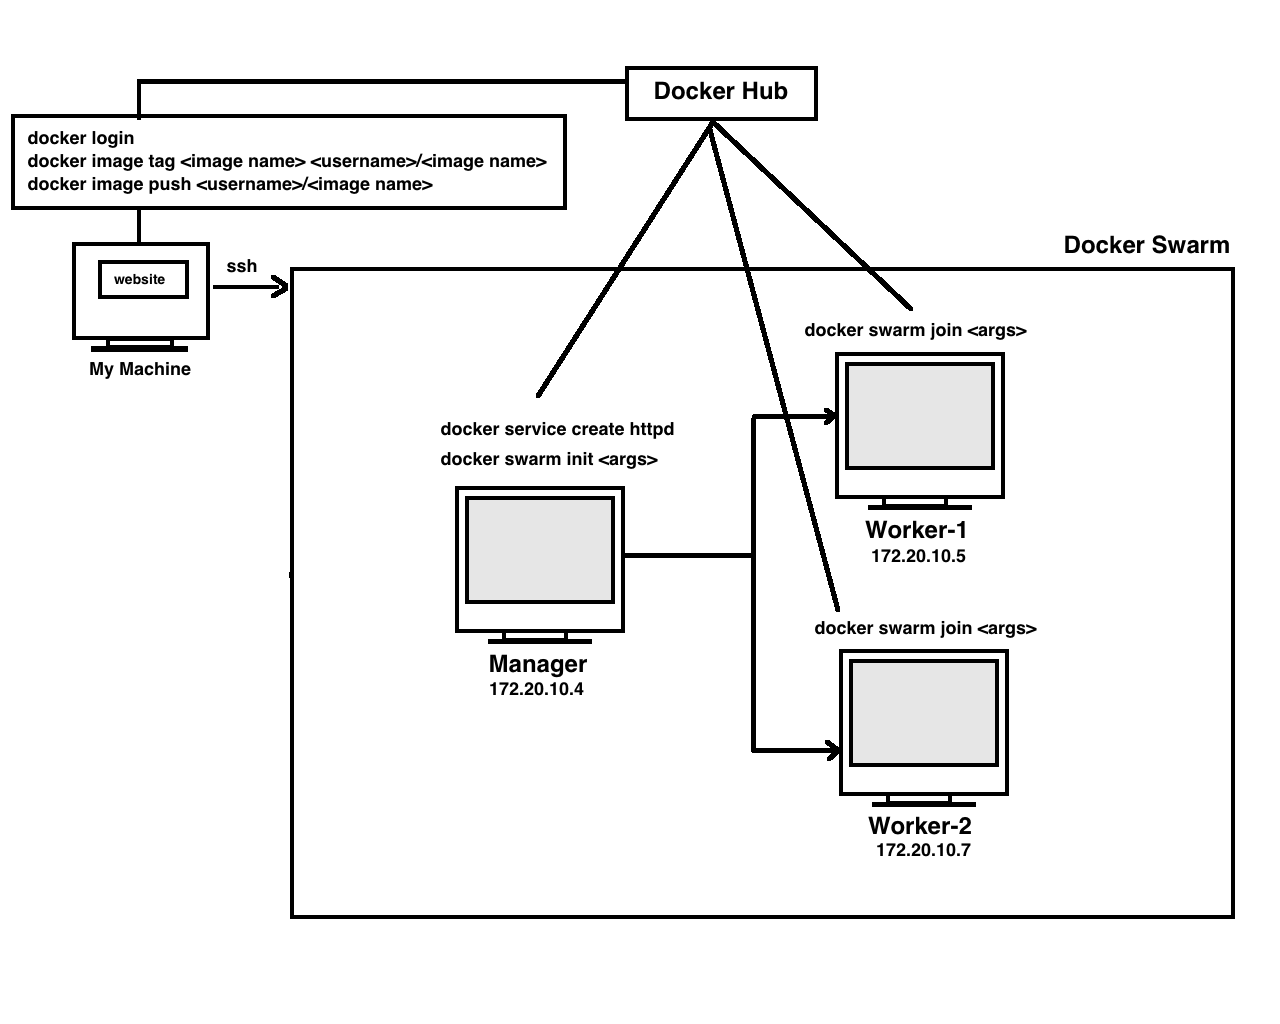 Docker Hub
docker login
docker image tag <image name> <username>/<image name>
docker image push <username>/<image name>
website
My Machine
ssh
Docker Swarm
docker swarm join <args>
Worker-1
172.20.10.5
docker service create httpd
docker swarm init <args>
Manager
172.20.10.4
docker swarm join <args>
Worker-2
172.20.10.7